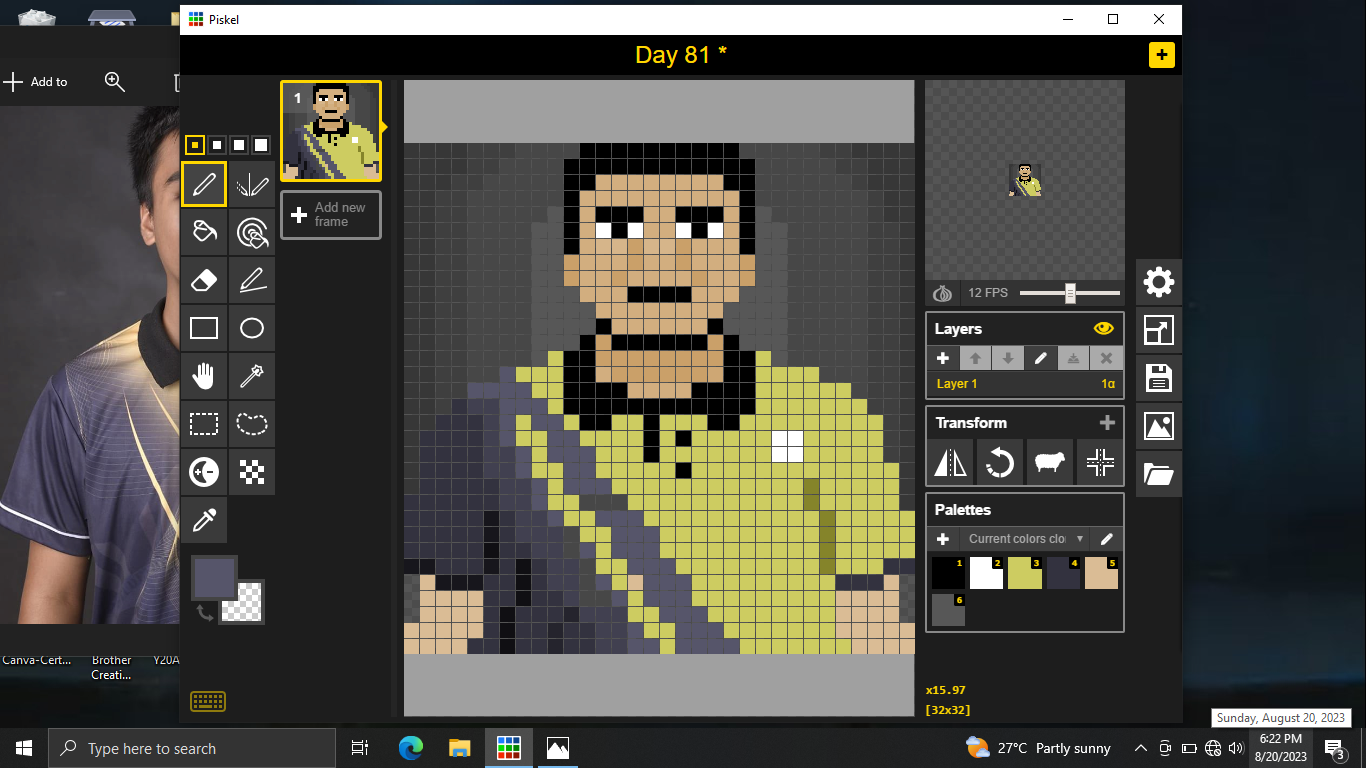 Piskel
Day 81 *
+
Add to
1
Add new
frame
12 FPS
Layers
Layer 1
1α
Transform
Palettes
Current colors clo
1
2
3
4
5
6
x15.97
[32x32]
Canva-Cert...
Brother
Creati...
Y20A
Sunday, August 20, 2023
Type here to search
27°C Partly sunny
6:22 PM
8/20/2023
3